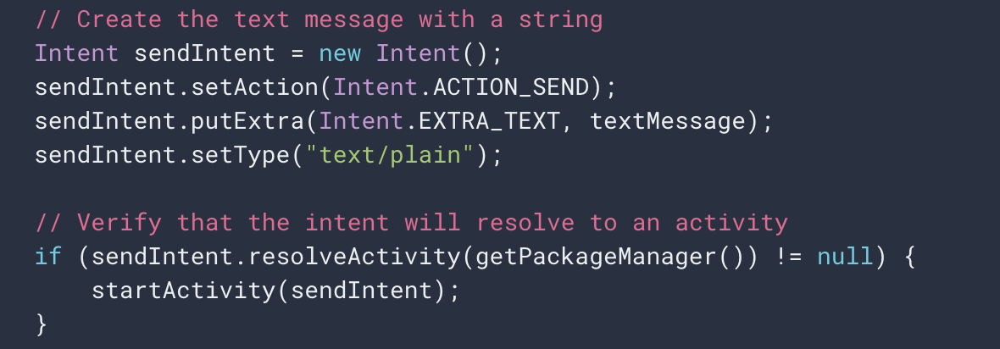 // Create the text message with a string
Intent sendIntent = new Intent();
sendIntent.setAction(Intent.ACTION_SEND);
sendIntent.putExtra(Intent.EXTRA_TEXT, textMessage);
sendIntent.setType("text/plain");

// Verify that the intent will resolve to an activity
if (sendIntent.resolveActivity(getPackageManager()) != null) {
    startActivity(sendIntent);
}